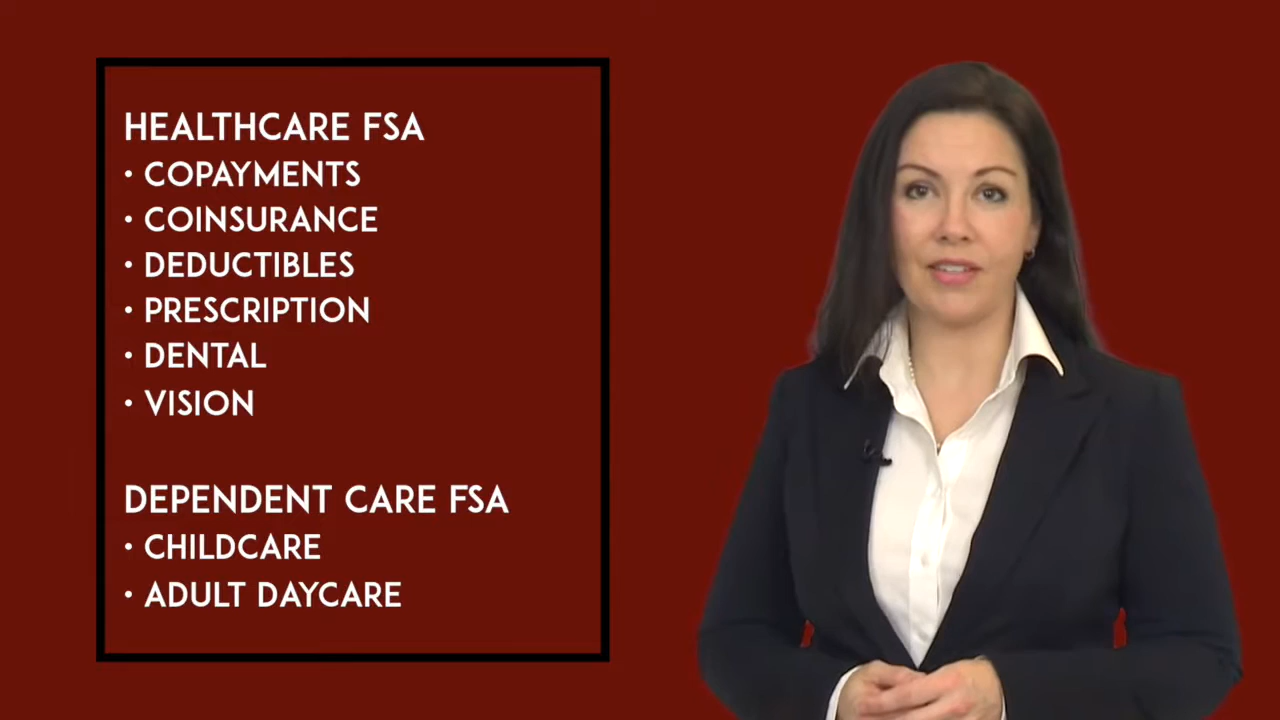 HEALTHCARE FSA
• COPAYMENTS
• COINSURANCE
• DEDUCTIBLES
• PRESCRIPTION
• DENTAL
• VISION
DEPENDENT CARE FSA
• CHILDCARE
• ADULT DAYCARE